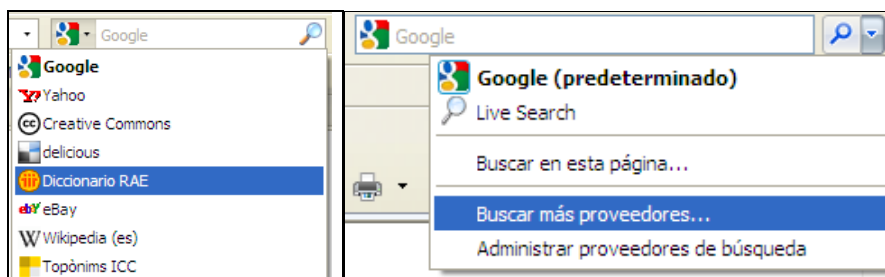 Google
Google
Yahoo
Creative Commons
delicious
Diccionario RAE
eBay
Wikipedia (es)
Topònims ICC
Google
Google (predeterminado)
Live Search
Buscar en esta página...
Buscar más proveedores...
Administrar proveedores de búsqueda